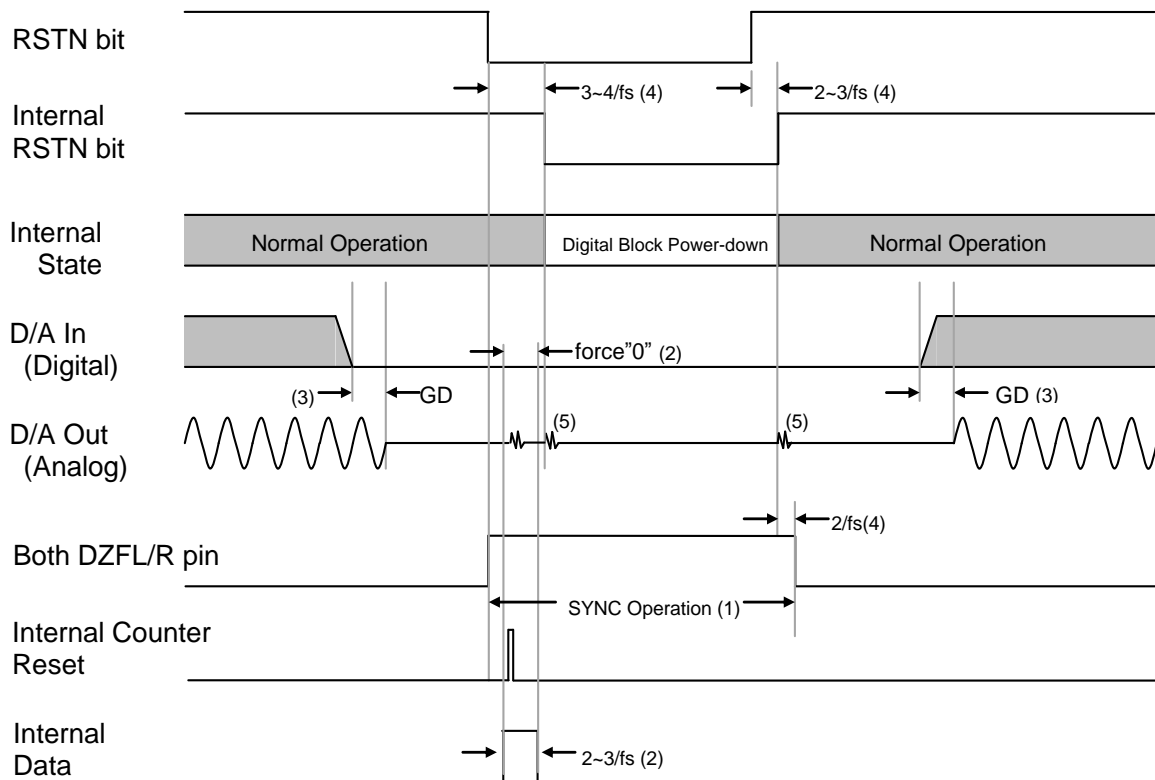 RSTN bit
3~4/fs (4)
2~3/fs (4)
Internal
RSTN bit
Internal
State
Normal Operation
Digital Block Power-down
Normal Operation
D/A In
(Digital)
force"0" (2)
(3)
GD
GD (3)
D/A Out
(Analog)
(5)
(5)
2/fs(4)
Both DZFL/R pin
SYNC Operation (1)
Internal Counter
Reset
Internal
Data
2~3/fs (2)